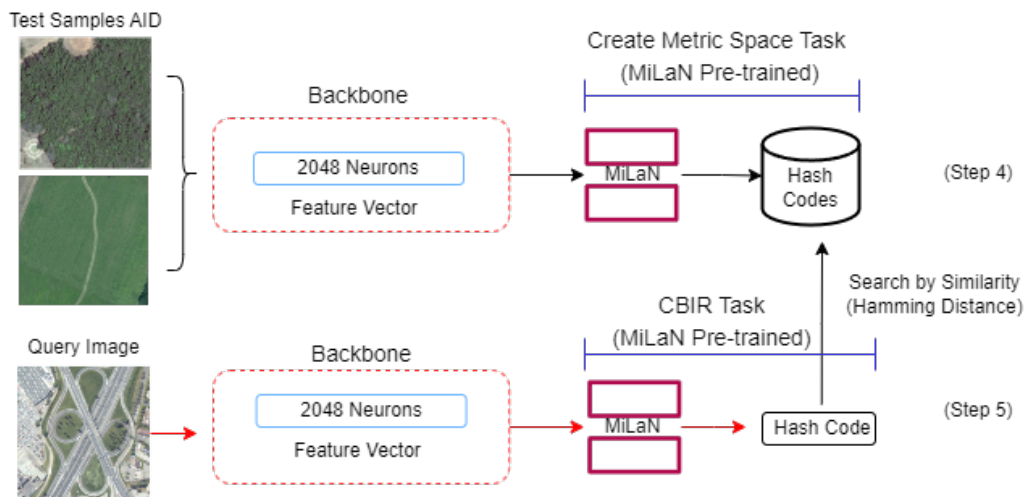 Test Samples AID
Create Metric Space Task
(MiLaN Pre-trained)
Backbone
2048 Neurons
Feature Vector
MiLaN
Hash
Codes
(Step 4)
Search by Similarity
(Hamming Distance)
CBIR Task
(MiLaN Pre-trained)
Query Image
Backbone
2048 Neurons
Feature Vector
MiLaN
Hash Code
(Step 5)